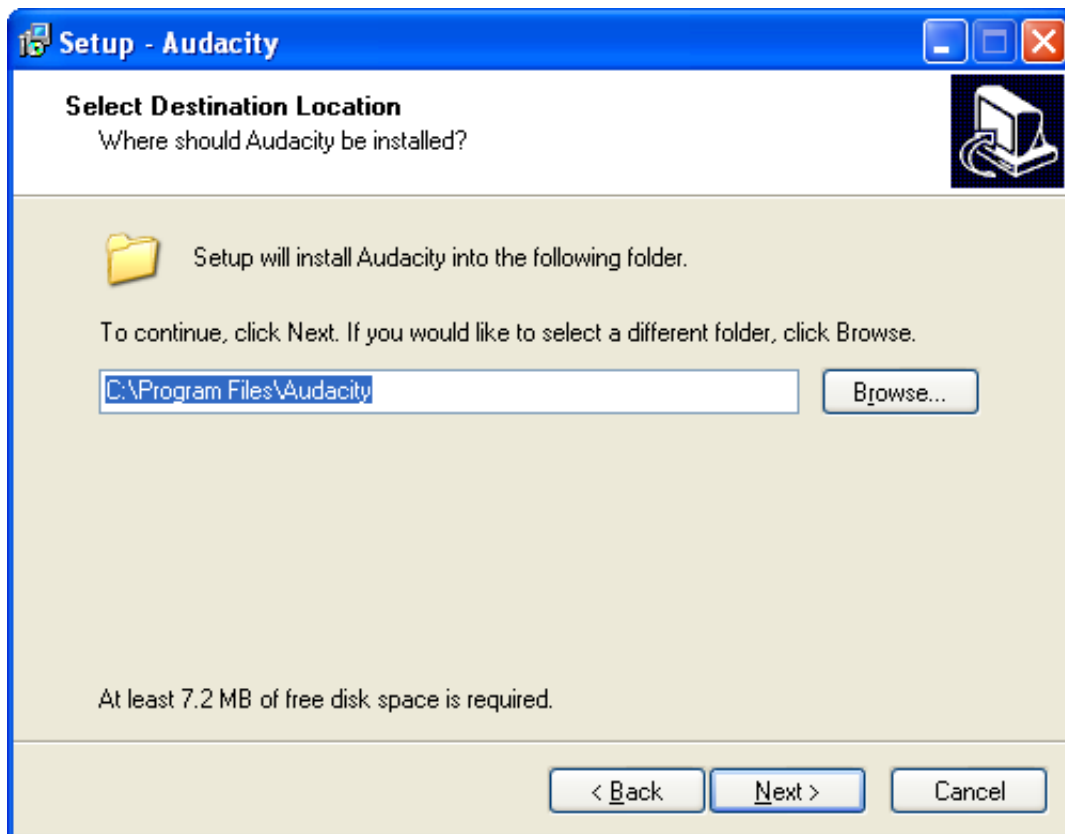 Setup - Audacity
Select Destination Location
Where should Audacity be installed?
Setup will install Audacity into the following folder.
To continue, click Next. If you would like to select a different folder, click Browse.
C:\Program Files\Audacity
Browse...
At least 7.2 MB of free disk space is required.
< Back
Next >
Cancel